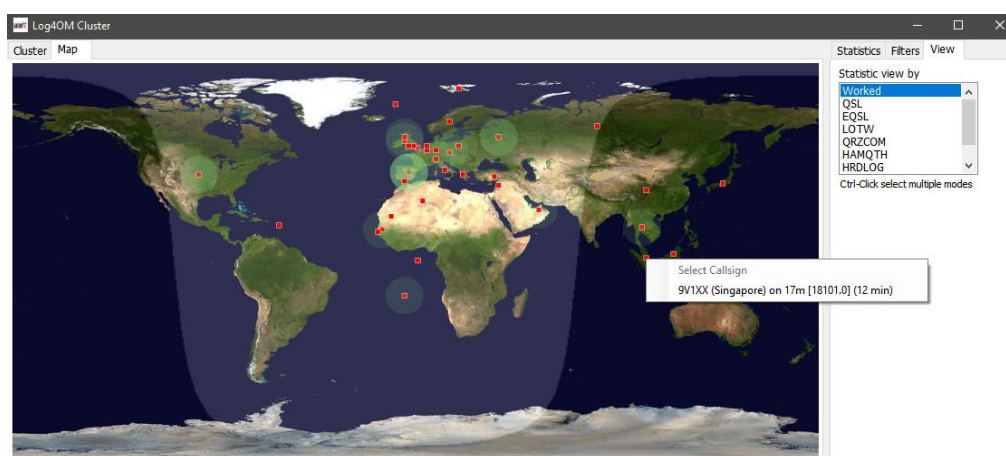 Log4OM Cluster
Cluster Map
Statistics Filters View
Statistic view by
Worked
QSL
EQSL
LOTW
QRZCOM
HAMQTH
HRDLOG
Ctrl-Click select multiple modes
Select Callsign
9V1XX (Singapore) on 17m [18101.0] (12 min)